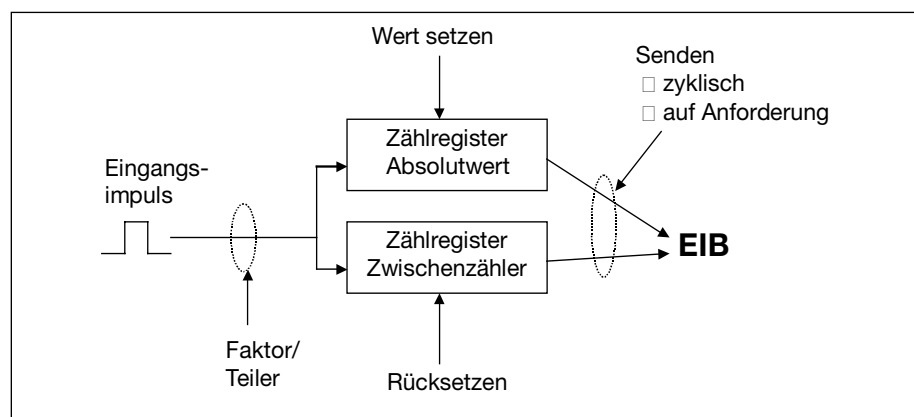 Wert setzen
Senden
□ zyklisch
□ auf Anforderung
Zählregister
Absolutwert
Eingangs-
impuls
Zählregister
Zwischenzähler
EIB
Faktor/
Teiler
Rücksetzen